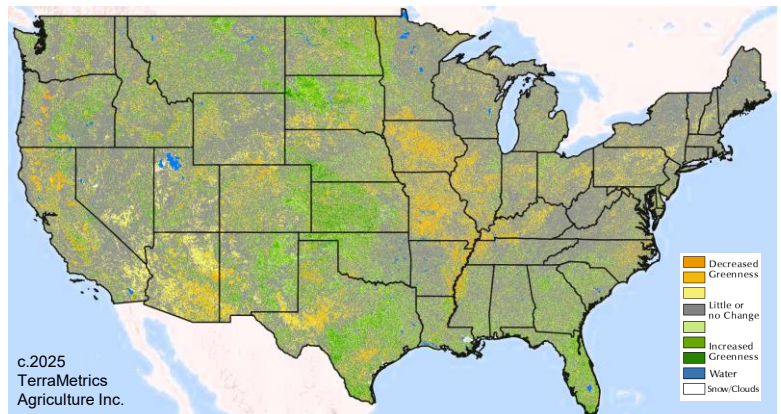 Decreased
Greenness
Little or
no Change
Increased
Greenness
Water
Snow/Clouds
c.2025
TerraMetrics
Agriculture Inc.